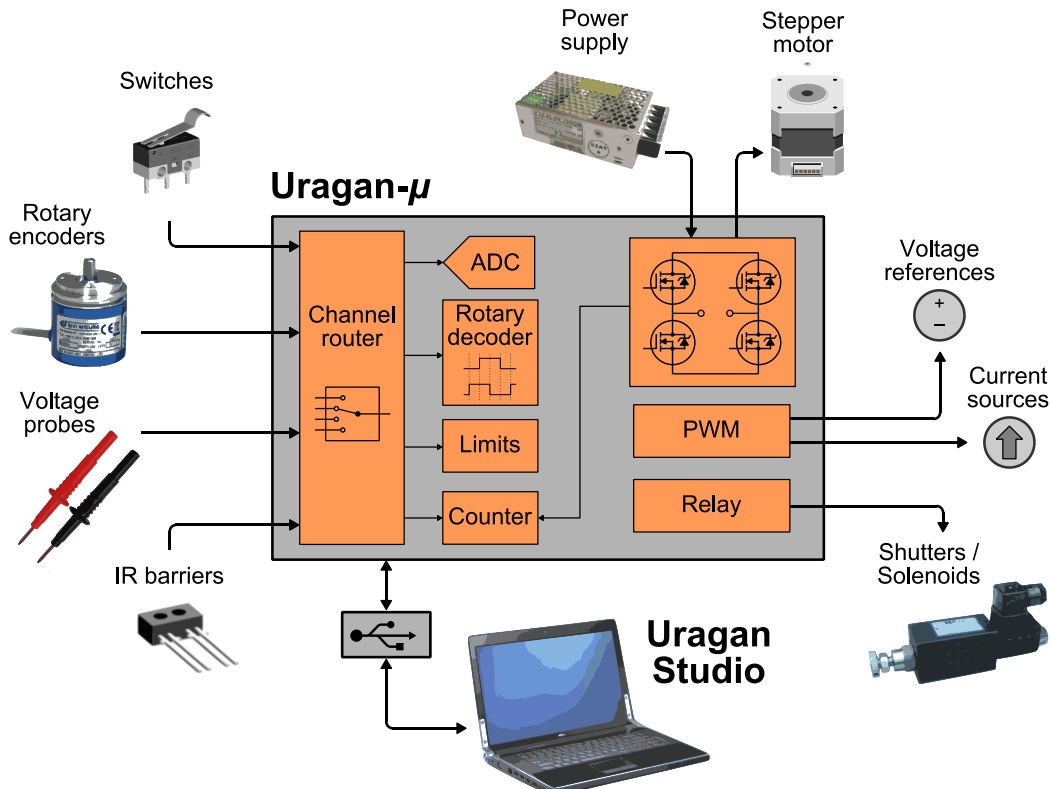 Power
supply
Stepper
motor
Switches
Uragan-μ
Rotary
encoders
Voltage
references
+
−
ADC
Channel
router
Rotary
decoder
Voltage
probes
Current
sources
PWM
Limits
Relay
Counter
IR barriers
Shutters /
Solenoids
Uragan
Studio